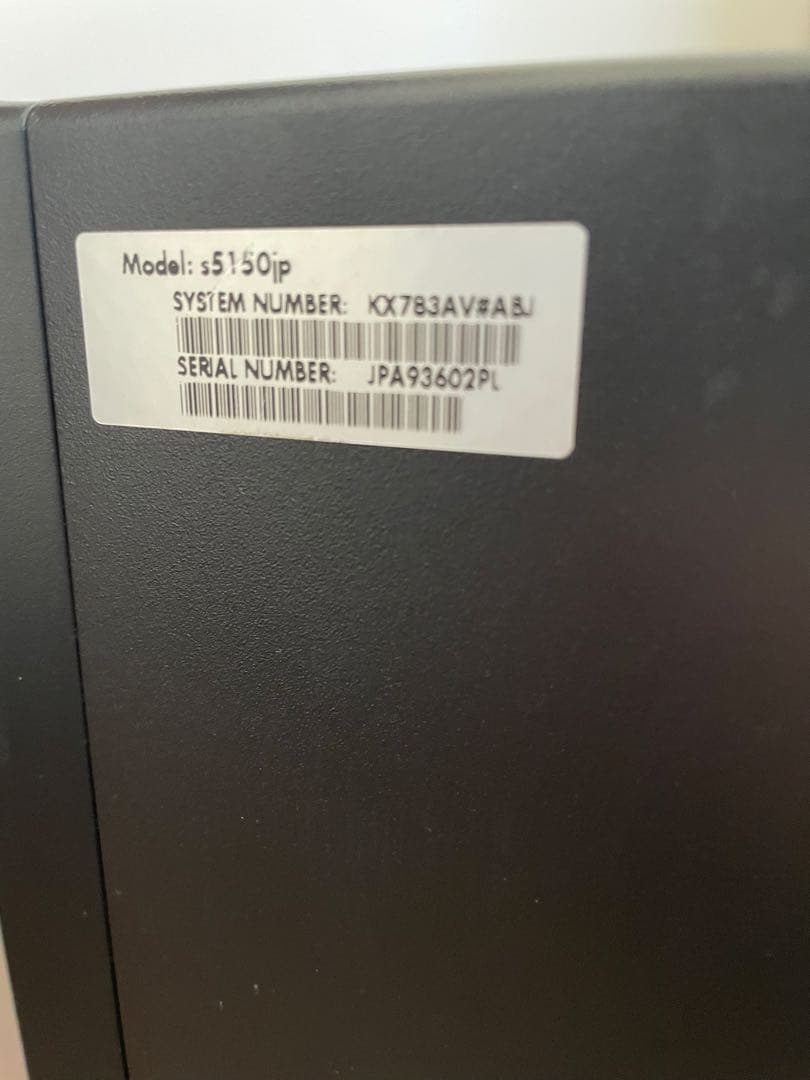 Model: s5150jp
SYSTEM NUMBER: KX783AV#ABJ
SERIAL NUMBER: JPA93602PL